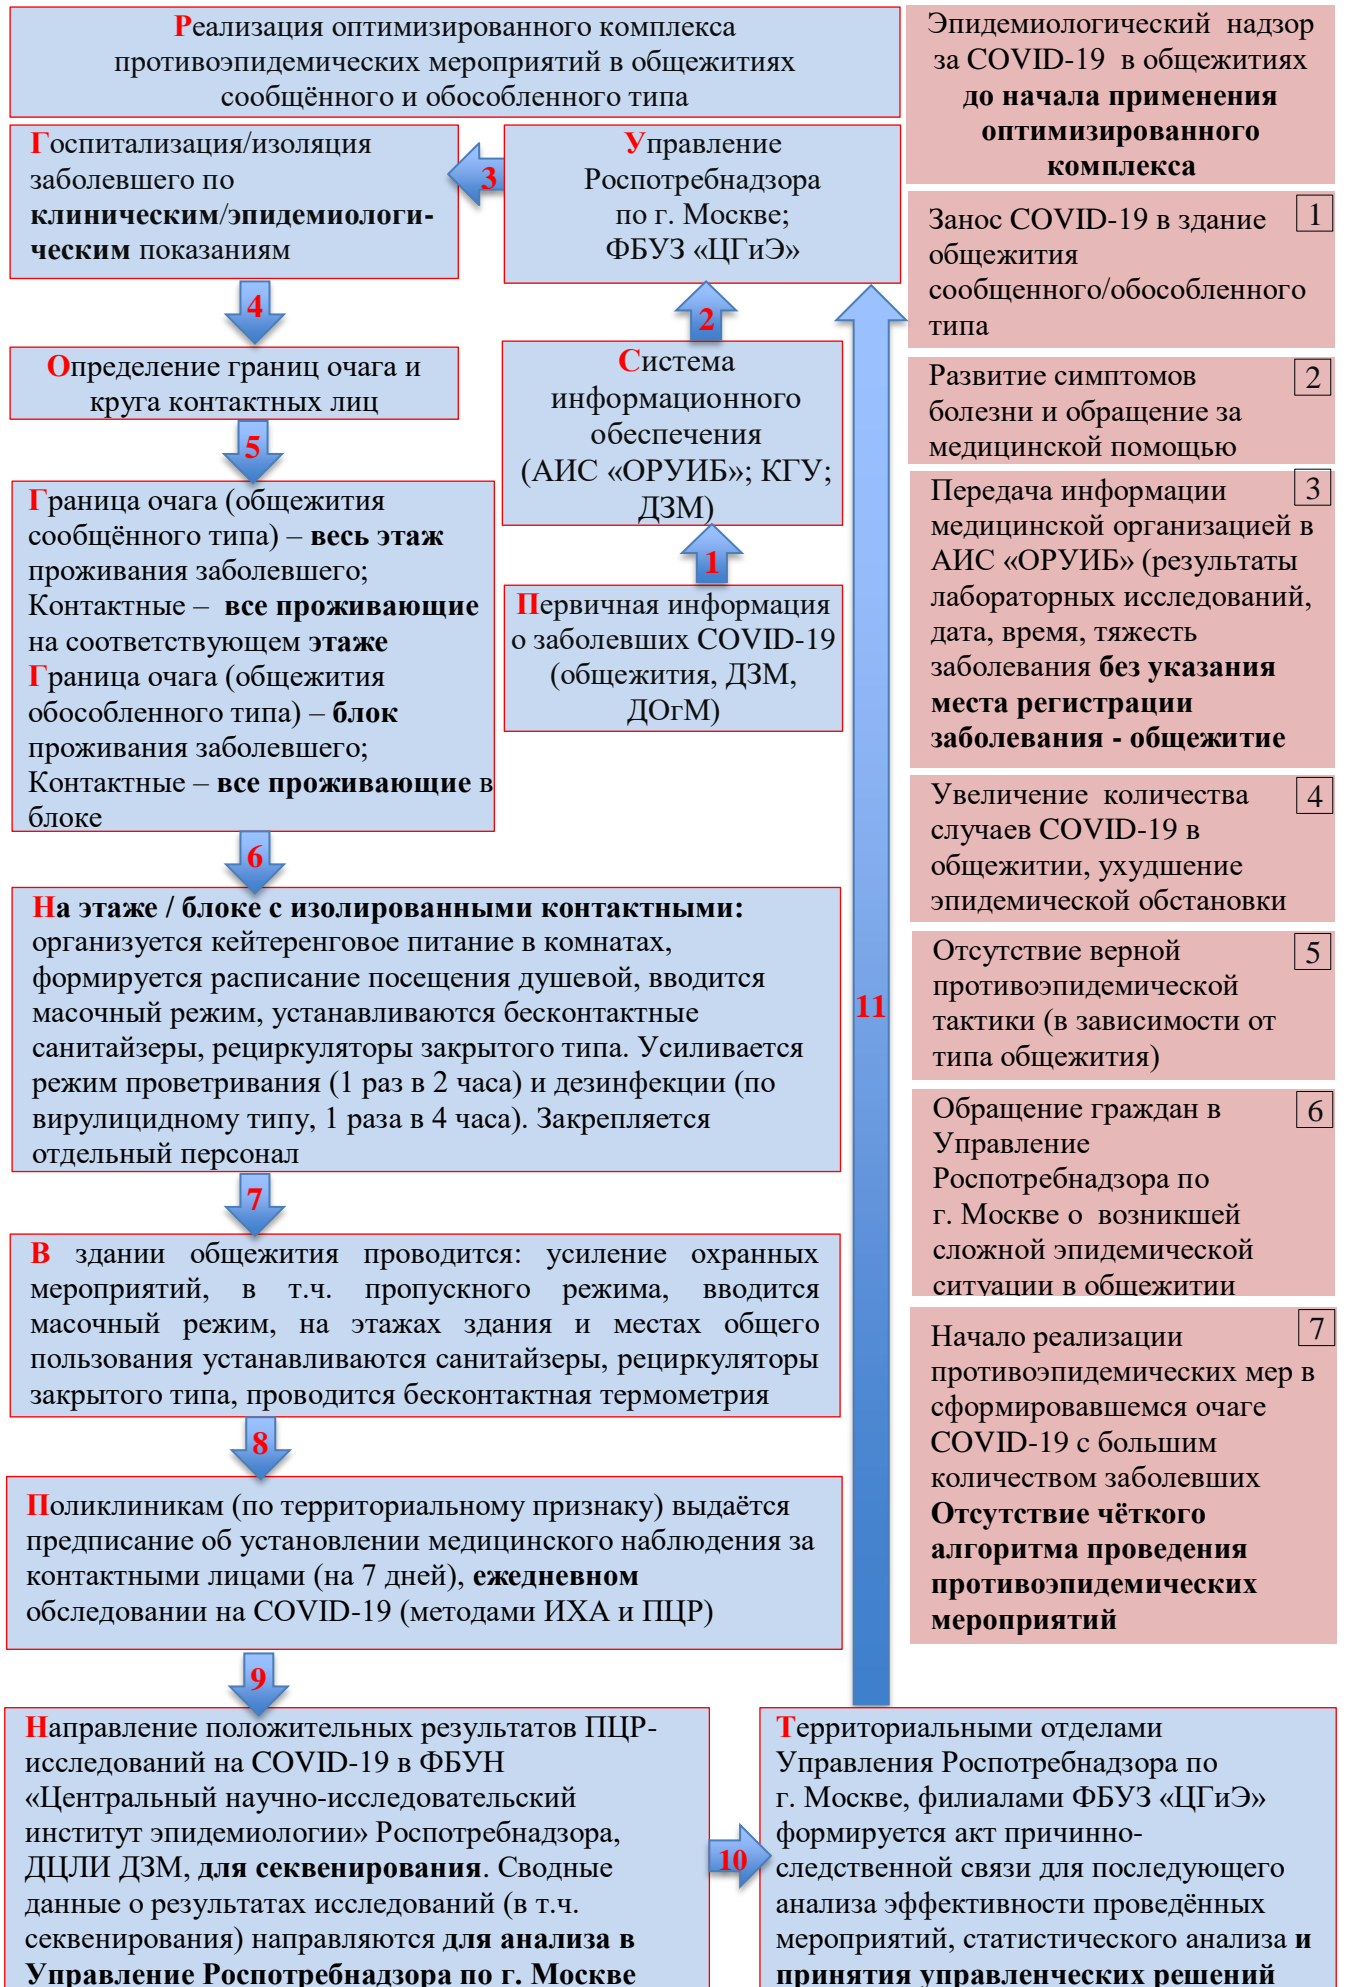 Реализация оптимизированного комплекса
противоэпидемических мероприятий в общежитиях
сообщённого и обособленного типа
Госпитализация/изоляция
заболевшего по
клиническим/эпидемиологи-
ческим показаниям
3
Управление
Роспотребнадзора
по г. Москве;
ФБУЗ «ЦГиЭ»
4
2
Определение границ очага и
круга контактных лиц
Система
информационного
обеспечения
(АИС «ОРУИБ»; КГУ;
ДЗМ)
5
1
Граница очага (общежития
сообщённого типа) – весь этаж
проживания заболевшего;
Контактные – все проживающие
на соответствующем этаже
Граница очага (общежития
обособленного типа) – блок
проживания заболевшего;
Контактные – все проживающие в
блоке
Первичная информация
о заболевших COVID-19
(общежития, ДЗМ,
ДОгМ)
6
На этаже / блоке с изолированными контактными:
организуется кейтеренговое питание в комнатах,
формируется расписание посещения душевой, вводится
масочный режим, устанавливаются бесконтактные
санитайзеры, рециркуляторы закрытого типа. Усиливается
режим проветривания (1 раз в 2 часа) и дезинфекции (по
вирулицидному типу, 1 раза в 4 часа). Закрепляется
отдельный персонал
11
7
В здании общежития проводится: усиление охранных
мероприятий, в т.ч. пропускного режима, вводится
масочный режим, на этажах здания и местах общего
пользования устанавливаются санитайзеры, рециркуляторы
закрытого типа, проводится бесконтактная термометрия
8
Поликлиникам (по территориальному признаку) выдаётся
предписание об установлении медицинского наблюдения за
контактными лицами (на 7 дней), ежедневном
обследовании на COVID-19 (методами ИХА и ПЦР)
9
Направление положительных результатов ПЦР-
исследований на COVID-19 в ФБУН
«Центральный научно-исследовательский
институт эпидемиологии» Роспотребнадзора,
ДЦЛИ ДЗМ, для секвенирования. Сводные
данные о результатах исследований (в т.ч.
секвенирования) направляются для анализа в
Управление Роспотребнадзора по г. Москве
10
Территориальными отделами
Управления Роспотребнадзора по
г. Москве, филиалами ФБУЗ «ЦГиЭ»
формируется акт причинно-
следственной связи для последующего
анализа эффективности проведённых
мероприятий, статистического анализа и
принятия управленческих решений
Эпидемиологический надзор
за COVID-19 в общежитиях
до начала применения
оптимизированного
комплекса
Занос COVID-19 в здание 1
общежития
сообщенного/обособленного
типа
Развитие симптомов 2
болезни и обращение за
медицинской помощью
Передача информации 3
медицинской организацией в
АИС «ОРУИБ» (результаты
лабораторных исследований,
дата, время, тяжесть
заболевания без указания
места регистрации
заболевания - общежитие
Увеличение количества 4
случаев COVID-19 в
общежитии, ухудшение
эпидемической обстановки
Отсутствие верной 5
противоэпидемической
тактики (в зависимости от
типа общежития)
Обращение граждан в 6
Управление
Роспотребнадзора по
г. Москве о возникшей
сложной эпидемической
ситуации в общежитии
Начало реализации 7
противоэпидемических мер в
сформировавшемся очаге
COVID-19 с большим
количеством заболевших
Отсутствие чёткого
алгоритма проведения
противоэпидемических
мероприятий